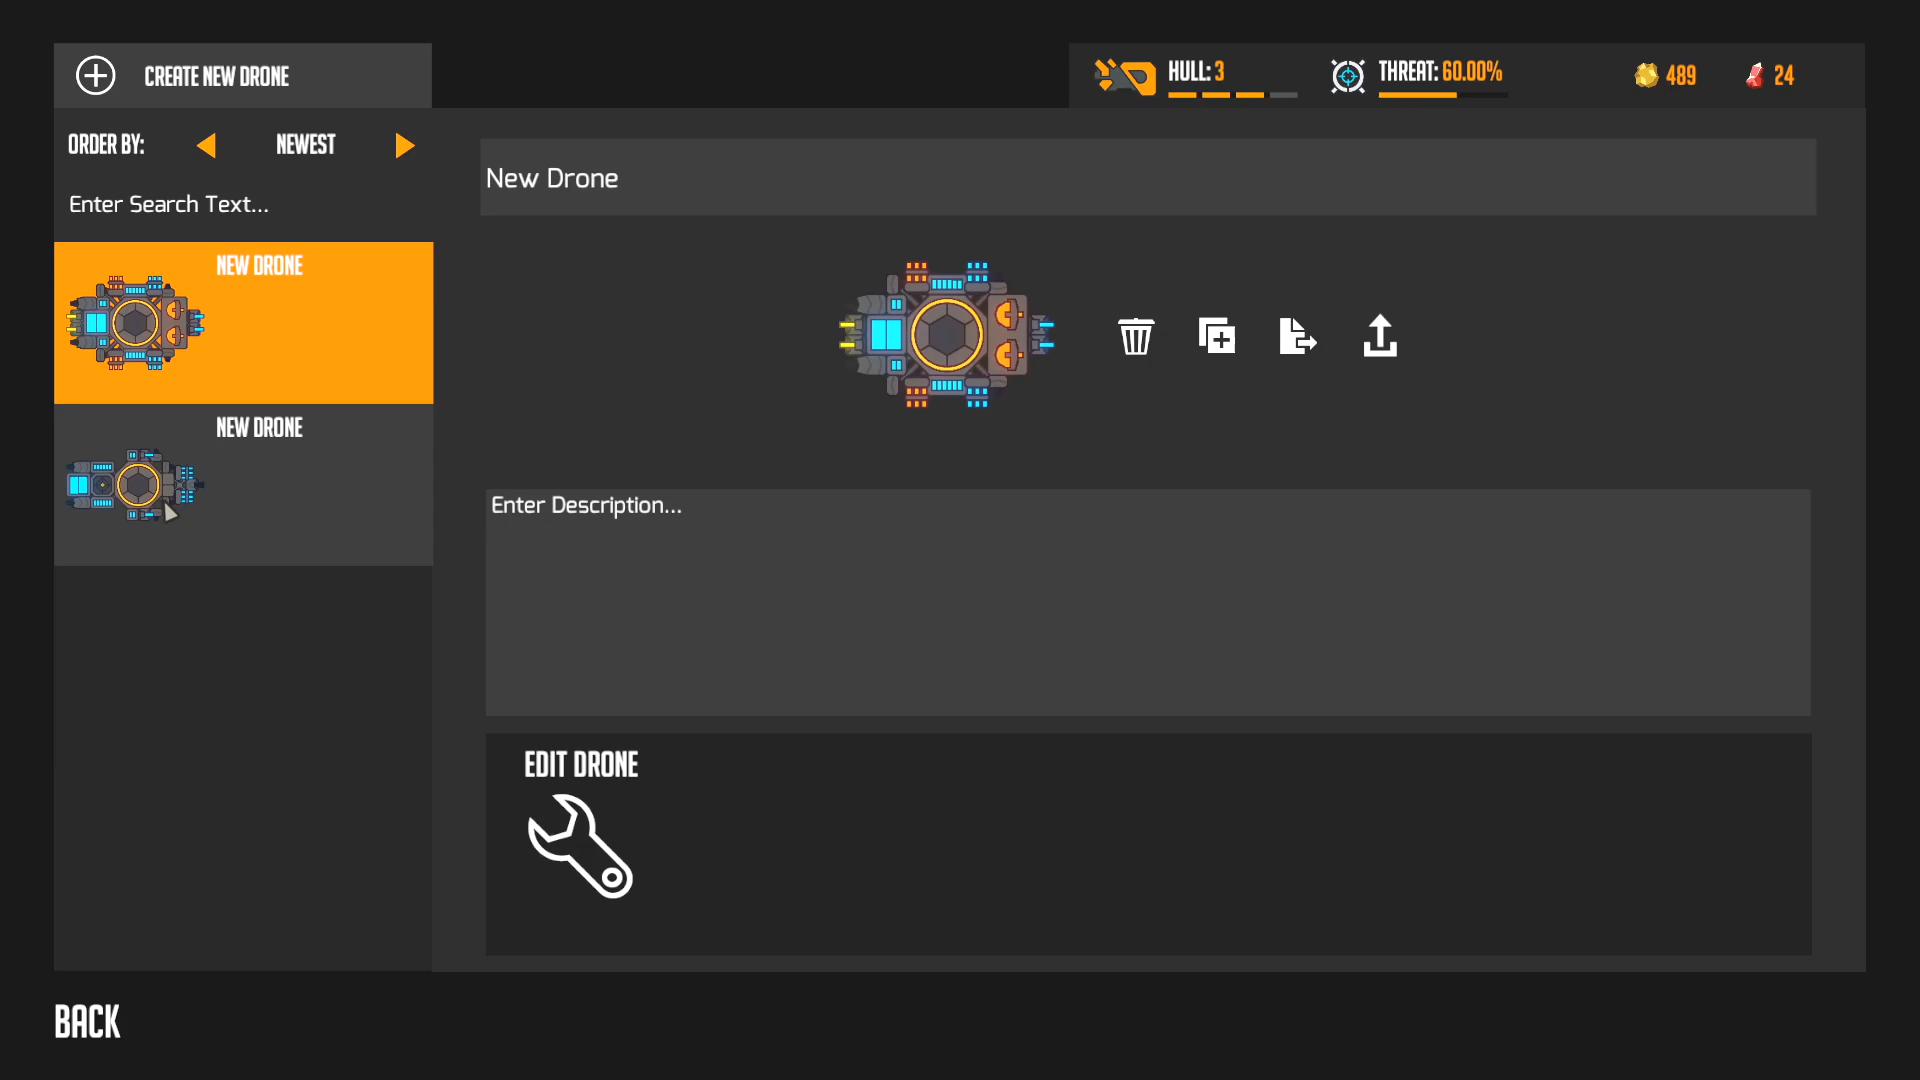 CREATE NEW DRONE
HULL: 3
THREAT: 60.00%
489
24
ORDER BY:
NEWEST
Enter Search Text...
New Drone
NEW DRONE
NEW DRONE
Enter Description...
EDIT DRONE
BACK